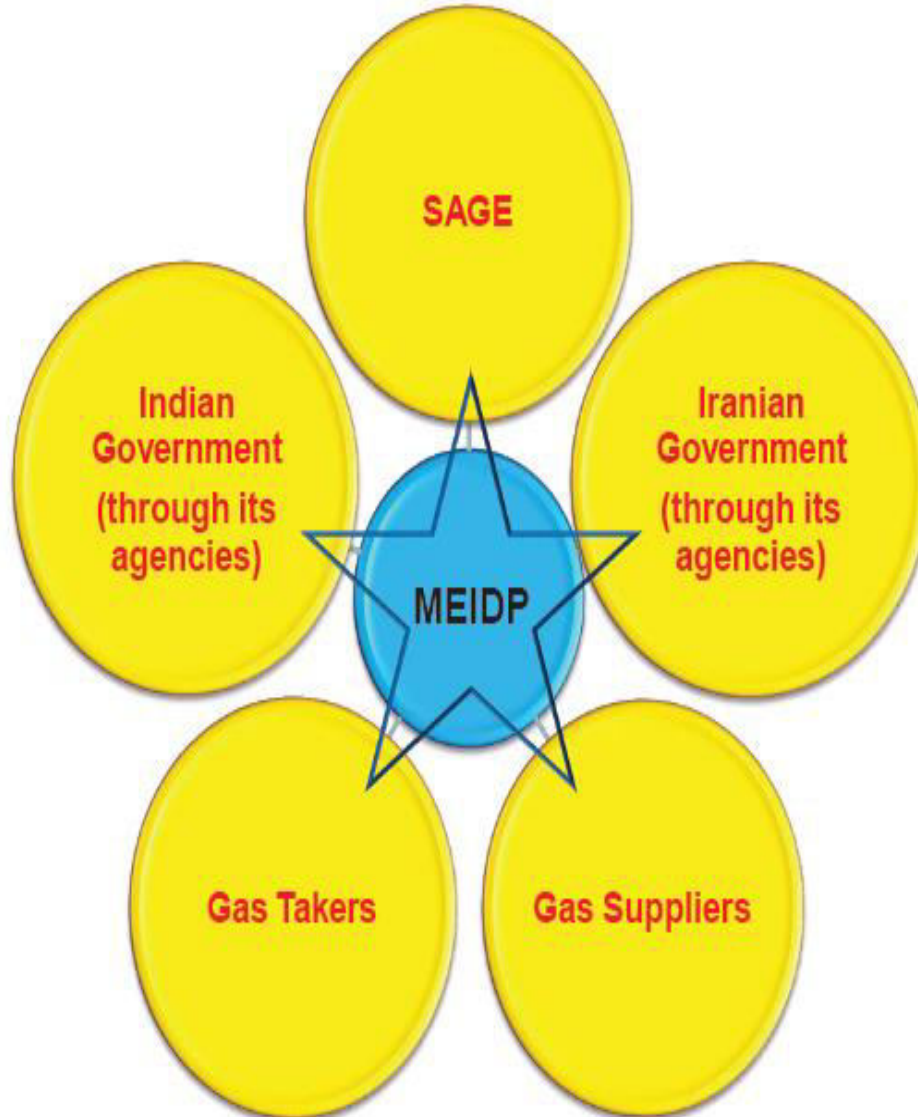 SAGE
Indian
Government
(through its
agencies)
Iranian
Government
(through its
agencies)
MEIDP
Gas Takers
Gas Suppliers